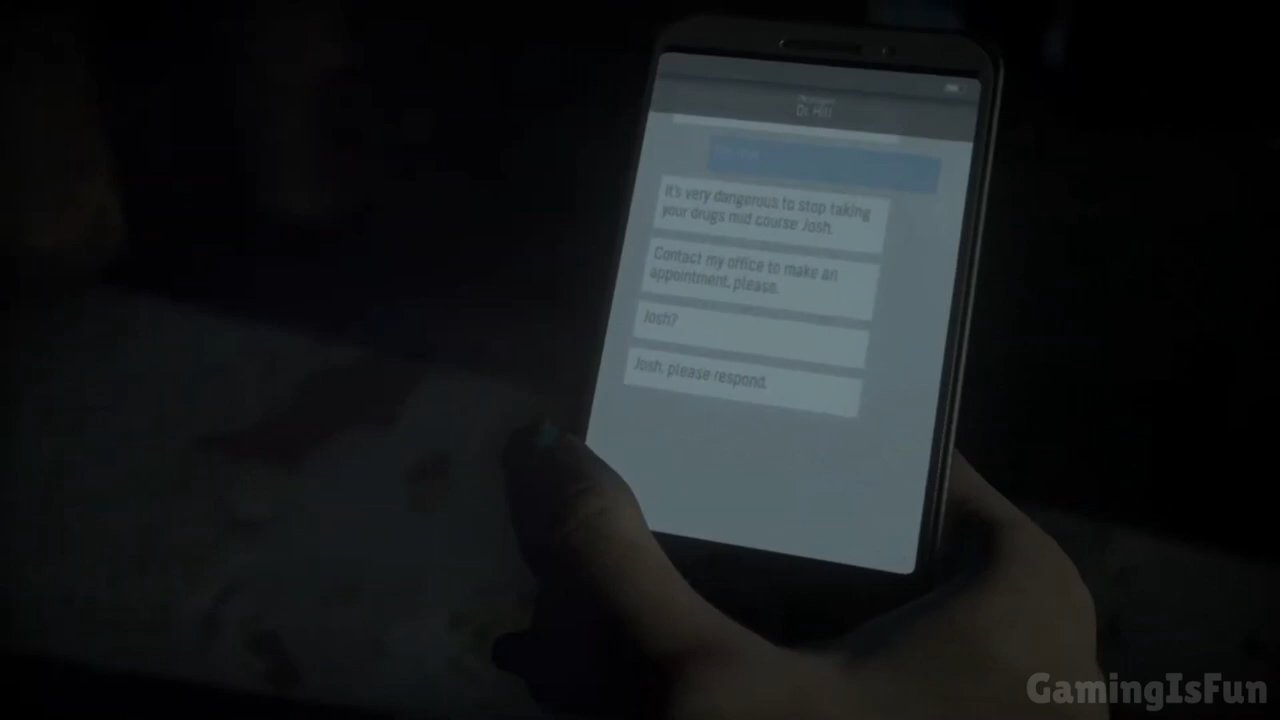 Dr. Hill
It's very dangerous to stop taking
your drugs mid course Josh.
Contact my office to make an
appointment, please.
Josh?
Josh, please respond.
GamingIsFun